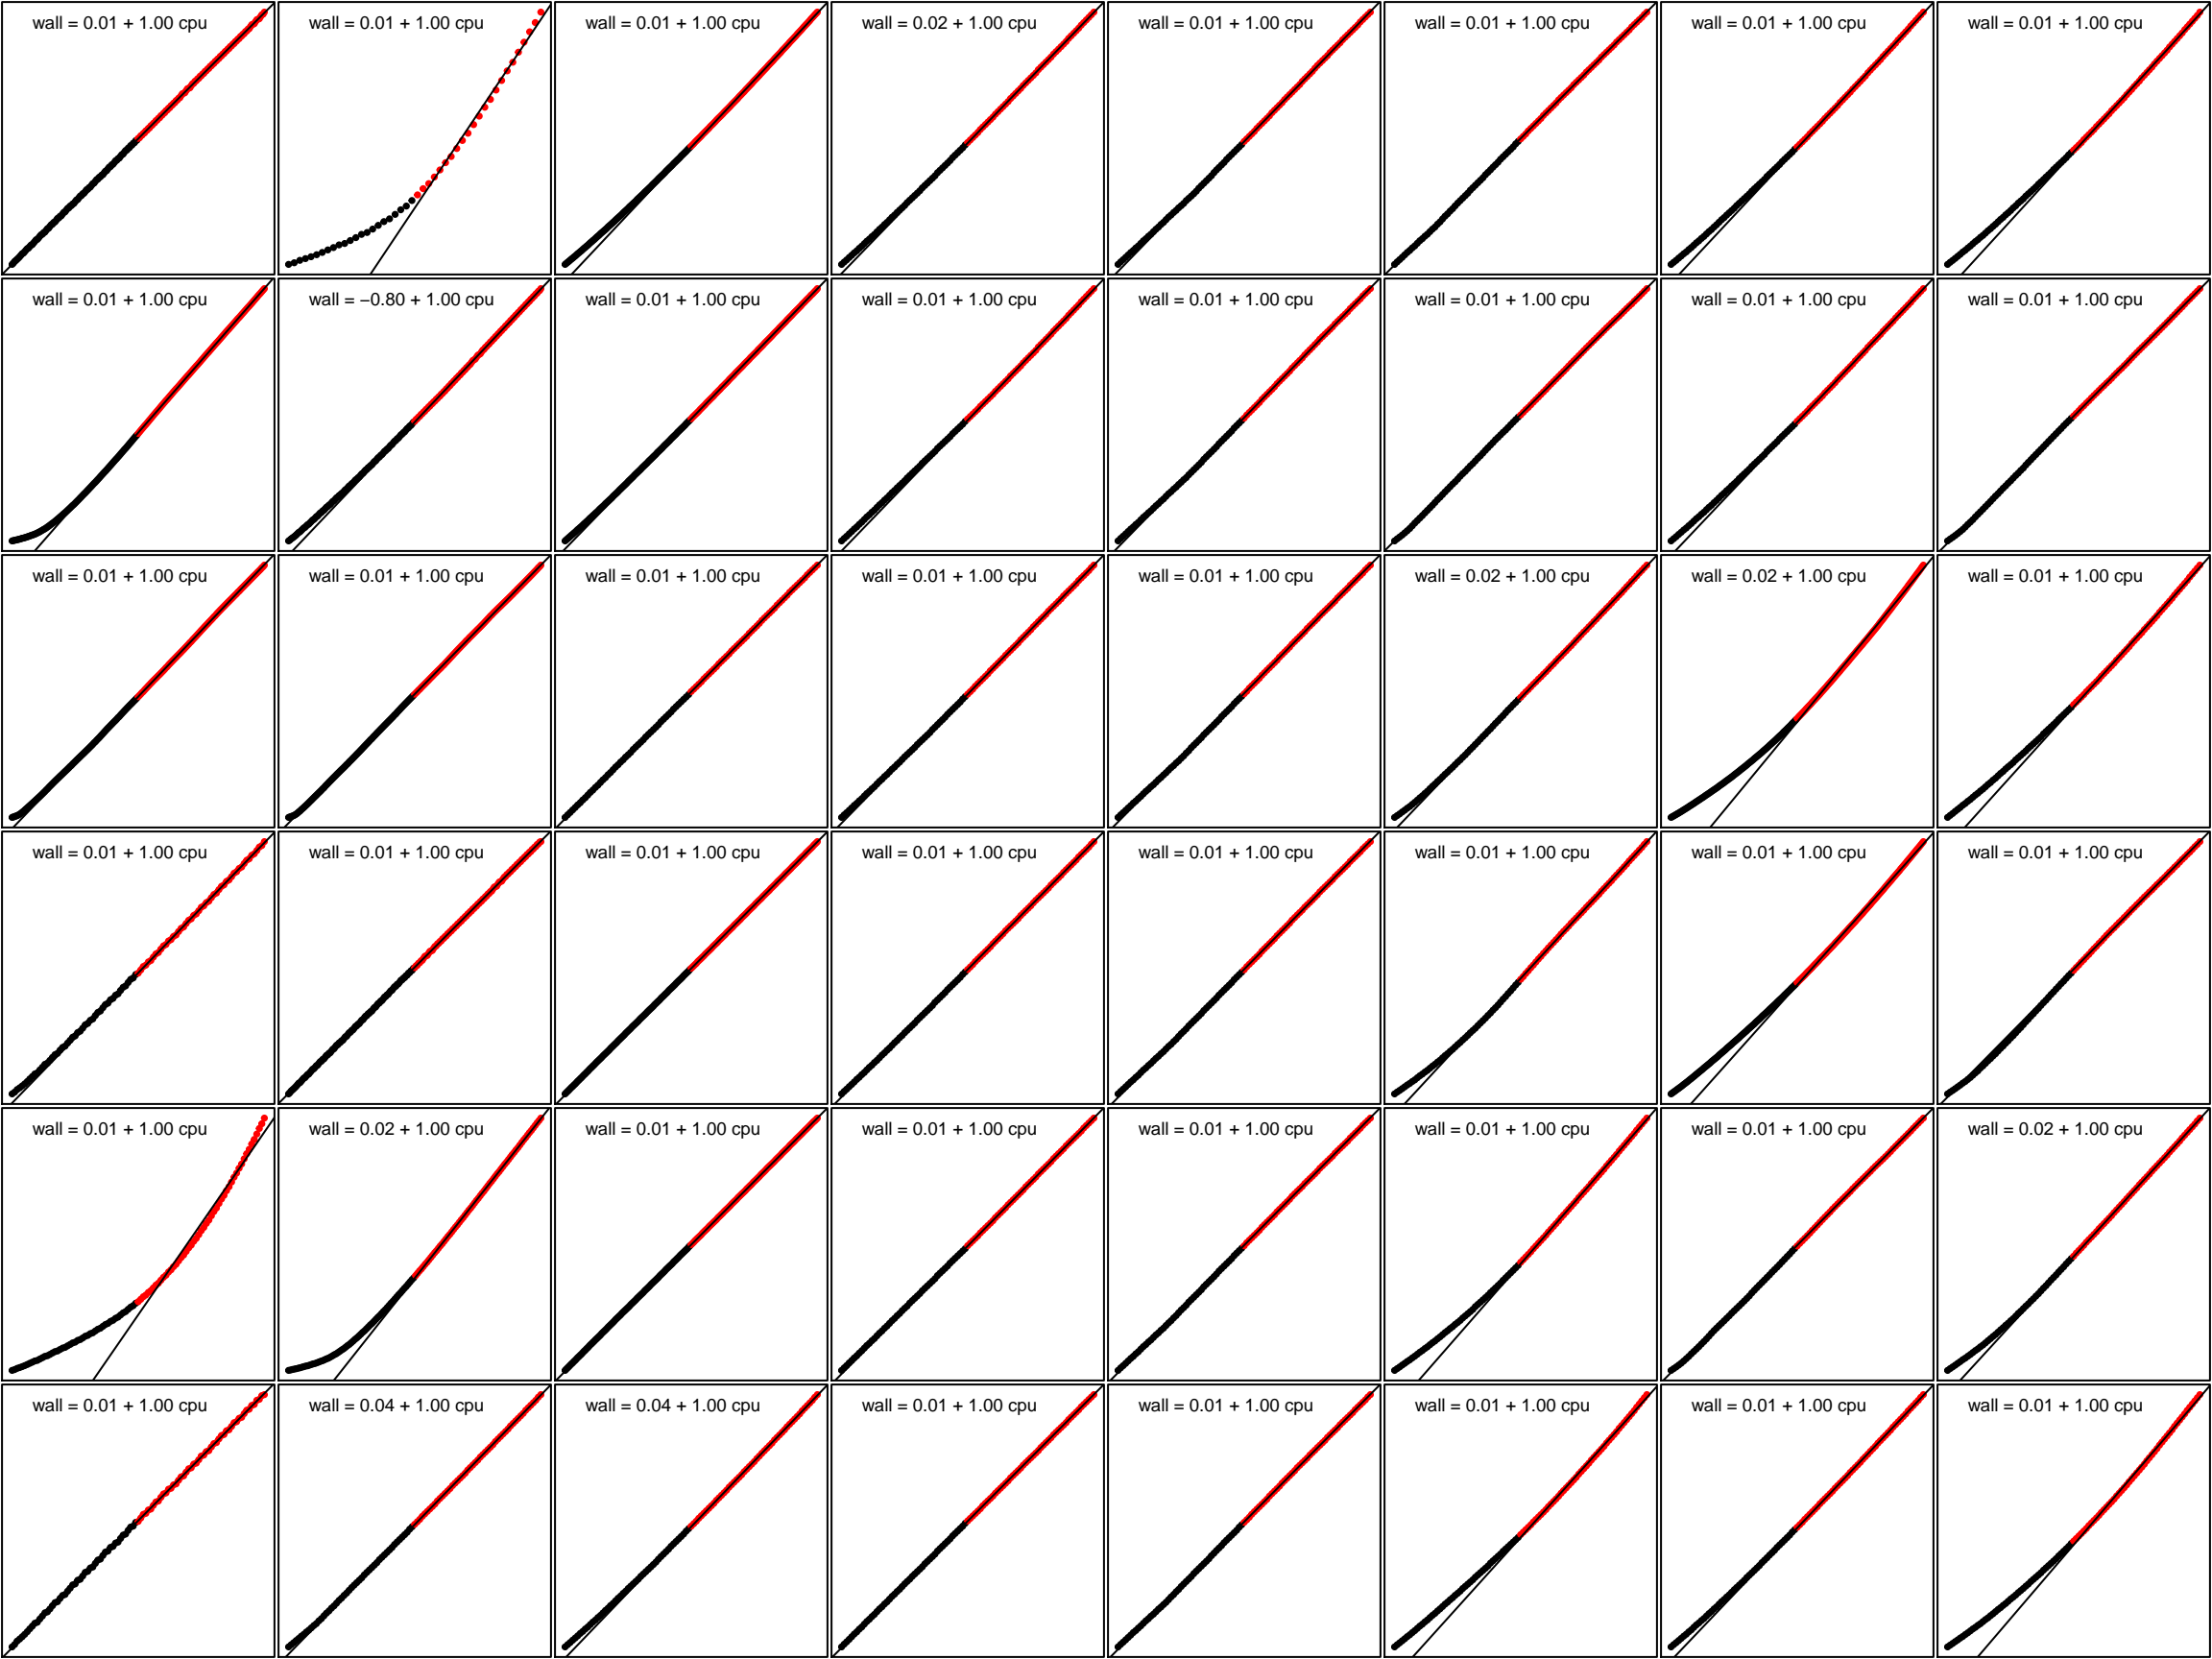 wall = 0.01 + 1.00 cpu
wall = 0.01 + 1.00 cpu
wall = 0.01 + 1.00 cpu
wall = 0.02 + 1.00 cpu
wall = 0.01 + 1.00 cpu
wall = 0.01 + 1.00 cpu
wall = 0.01 + 1.00 cpu
wall = 0.01 + 1.00 cpu
wall = 0.01 + 1.00 cpu
wall = −0.80 + 1.00 cpu
wall = 0.01 + 1.00 cpu
wall = 0.01 + 1.00 cpu
wall = 0.01 + 1.00 cpu
wall = 0.01 + 1.00 cpu
wall = 0.01 + 1.00 cpu
wall = 0.01 + 1.00 cpu
wall = 0.01 + 1.00 cpu
wall = 0.01 + 1.00 cpu
wall = 0.01 + 1.00 cpu
wall = 0.01 + 1.00 cpu
wall = 0.01 + 1.00 cpu
wall = 0.02 + 1.00 cpu
wall = 0.02 + 1.00 cpu
wall = 0.01 + 1.00 cpu
wall = 0.01 + 1.00 cpu
wall = 0.01 + 1.00 cpu
wall = 0.01 + 1.00 cpu
wall = 0.01 + 1.00 cpu
wall = 0.01 + 1.00 cpu
wall = 0.01 + 1.00 cpu
wall = 0.01 + 1.00 cpu
wall = 0.01 + 1.00 cpu
wall = 0.01 + 1.00 cpu
wall = 0.02 + 1.00 cpu
wall = 0.01 + 1.00 cpu
wall = 0.01 + 1.00 cpu
wall = 0.01 + 1.00 cpu
wall = 0.01 + 1.00 cpu
wall = 0.01 + 1.00 cpu
wall = 0.02 + 1.00 cpu
wall = 0.01 + 1.00 cpu
wall = 0.04 + 1.00 cpu
wall = 0.04 + 1.00 cpu
wall = 0.01 + 1.00 cpu
wall = 0.01 + 1.00 cpu
wall = 0.01 + 1.00 cpu
wall = 0.01 + 1.00 cpu
wall = 0.01 + 1.00 cpu